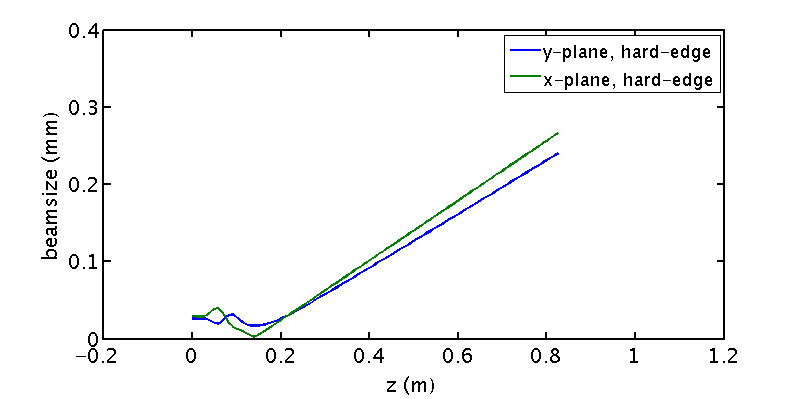 0.4
y-plane, hard-edge
x-plane, hard-edge
0.3
beamsize (mm)
0.2
0.1
0
−0.2 0 0.2 0.4 0.6 0.8 1 1.2
z (m)